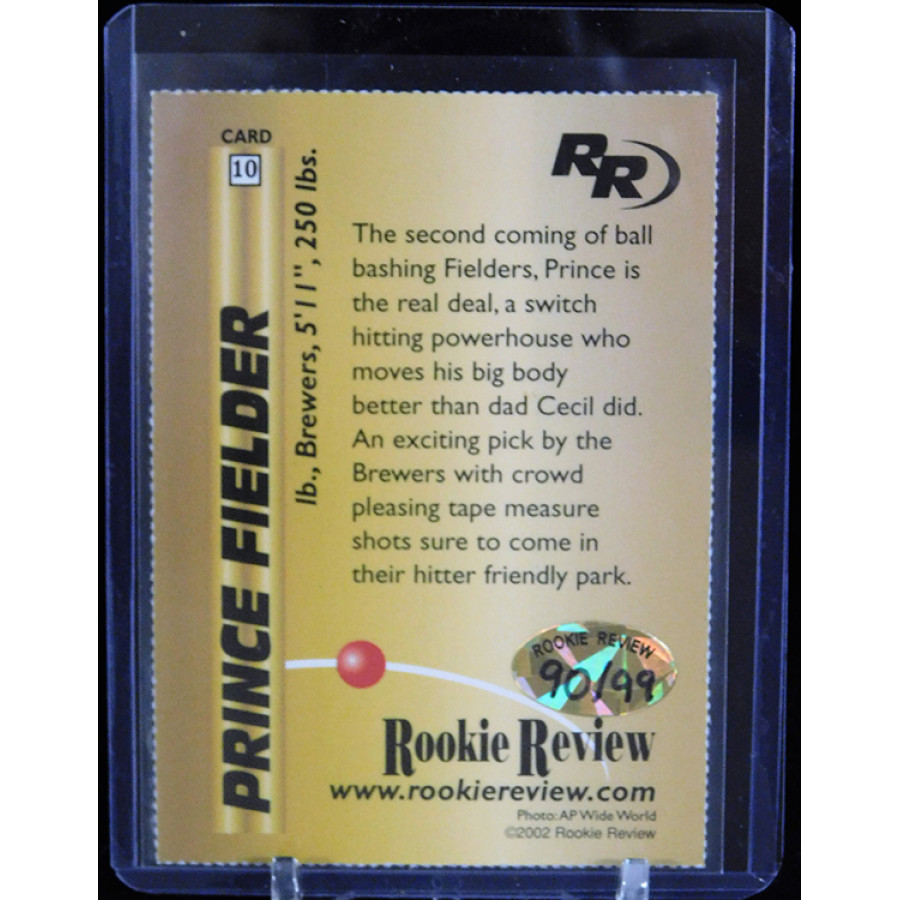 CARD
10
PRINCE FIELDER
1b., Brewers, 5'11", 250 lbs.
RR
The second coming of ball
bashing Fielders, Prince is
the real deal, a switch
hitting powerhouse who
moves his big body
better than dad Cecil did.
An exciting pick by the
Brewers with crowd
pleasing tape measure
shots sure to come in
their hitter friendly park.
ROOKIE REVIEW
90/99
Rookie Review
www.rookiereview.com
Photo: AP Wide World
©2002 Rookie Review